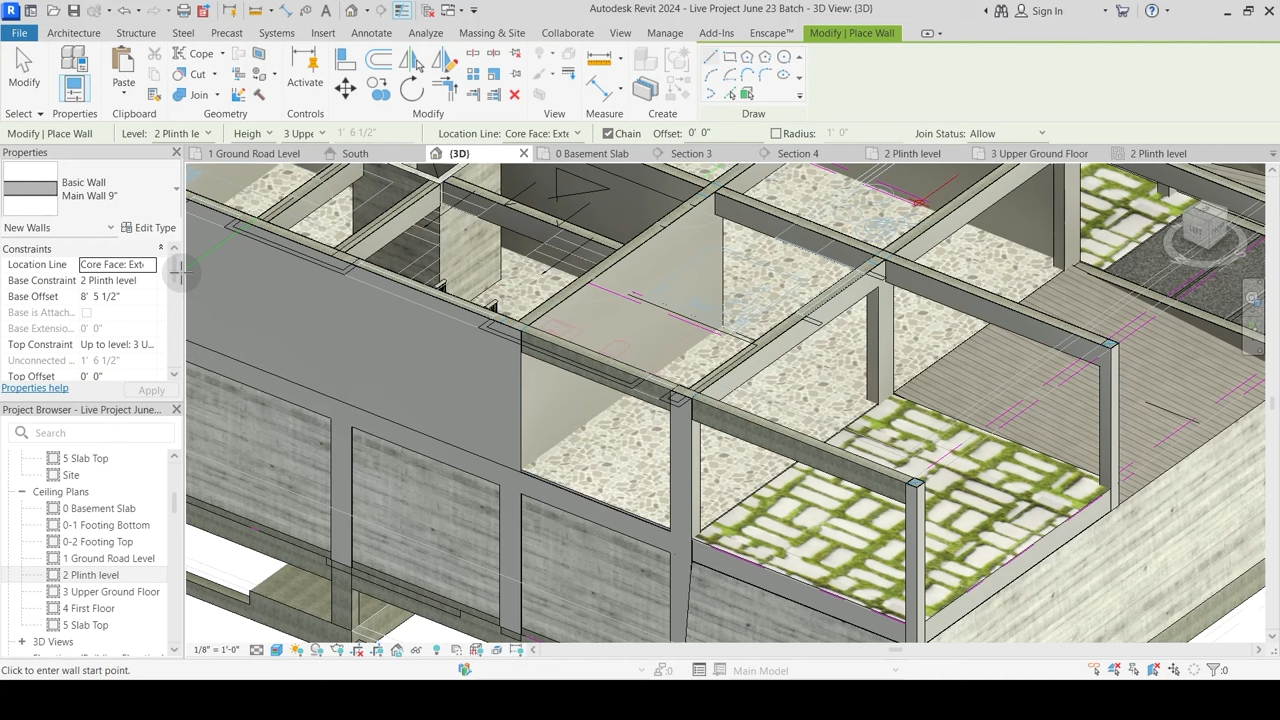 Autodesk Revit 2024 - Live Project June 23 Batch - 3D View: {3D}
Sign In
File
Architecture
Structure
Steel
Precast
Systems
Insert
Annotate
Analyze
Massing & Site
Collaborate
View
Manage
Add-Ins
Enscape™
Modify | Place Wall
Cope
Cut
Join
Modify
Paste
Activate
Select
Properties
Clipboard
Geometry
Controls
Modify
View
Measure
Create
Draw
Modify | Place Wall
Level: 2 Plinth le
Heigh
3 Uppe
1' 6 1/2"
Location Line: Core Face: Exte
Chain
Offset: 0' 0"
Radius: 1' 0"
Join Status: Allow
Properties
1 Ground Road Level
South
{3D}
0 Basement Slab
Section 3
Section 4
2 Plinth level
3 Upper Ground Floor
2 Plinth level
Basic Wall
Main Wall 9"
New Walls
Edit Type
Constraints
Location Line Core Face: Ext
Base Constraint 2 Plinth level
Base Offset 8' 5 1/2"
Base is Attach...
Base Extensio... 0' 0"
Top Constraint Up to level: 3 U...
Unconnected ... 1' 6 1/2"
Top Offset 0' 0"
Properties help
Apply
Project Browser - Live Project June...
Search
5 Slab Top
Site
Ceiling Plans
0 Basement Slab
0-1 Footing Bottom
0-2 Footing Top
1 Ground Road Level
2 Plinth level
3 Upper Ground Floor
4 First Floor
5 Slab Top
3D Views
1/8" = 1'-0"
Click to enter wall start point.
:0
Main Model
:0